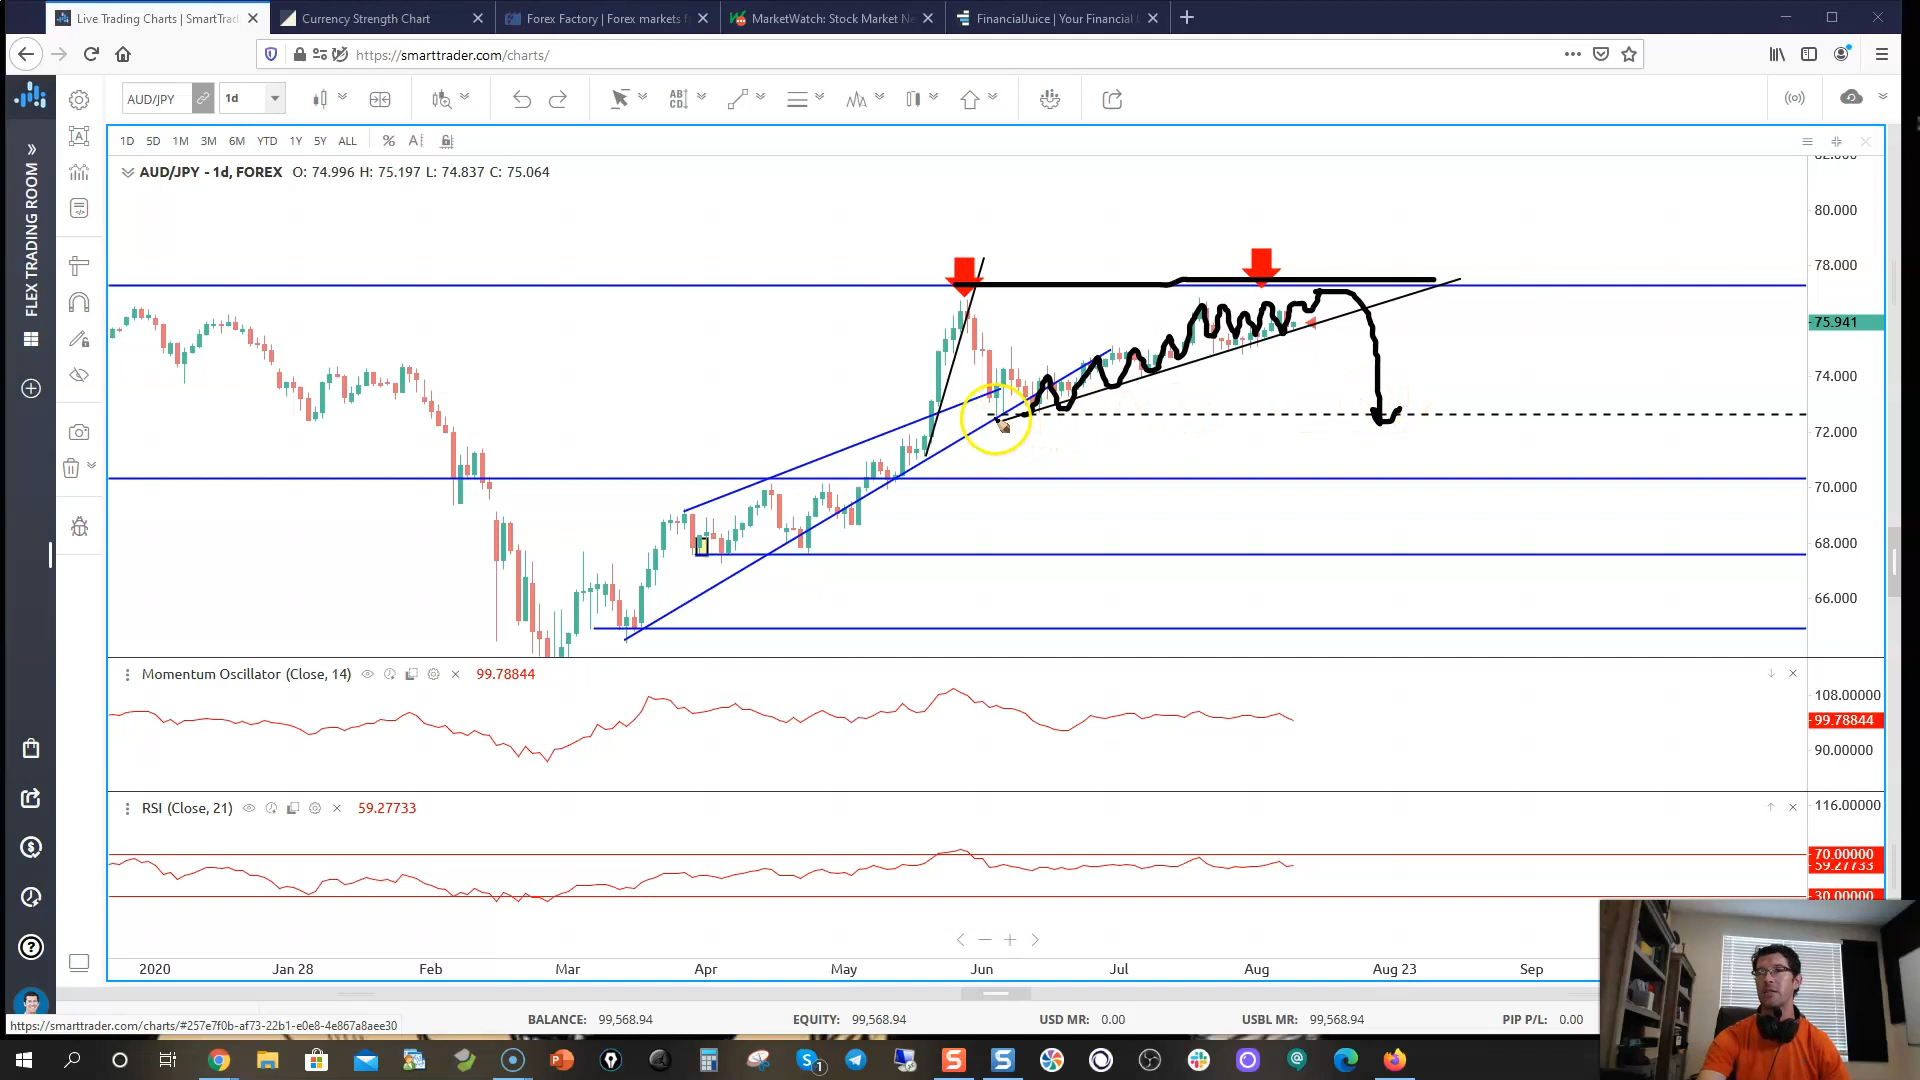 Live Trading Charts | SmartTrad
Currency Strength Chart
Forex Factory | Forex markets f
MarketWatch: Stock Market Ne
FinancialJuice | Your Financial
https://smarttrader.com/charts/
AUD/JPY
1d
AB
CD
FLEX TRADING ROOM
1D 5D 1M 3M 6M YTD 1Y 5Y ALL %
AUD/JPY - 1d, FOREX O: 74.996 H: 75.197 L: 74.837 C: 75.064
82.000
80.000
78.000
75.941
74.000
72.000
70.000
68.000
66.000
Momentum Oscillator (Close, 14) 99.78844
108.00000
99.78844
90.00000
RSI (Close, 21) 59.27733
116.00000
70.00000
59.27733
30.00000
2020 Jan 28 Feb Mar Apr May Jun Jul Aug Aug 23 Sep
BALANCE: 99,568.94 EQUITY: 99,568.94 USD MR: 0.00 USBL MR: 99,568.94 PIP P/L: 0.00
https://smarttrader.com/charts/#257e7f0b-af73-22b1-e0e8-4e867a8aee30